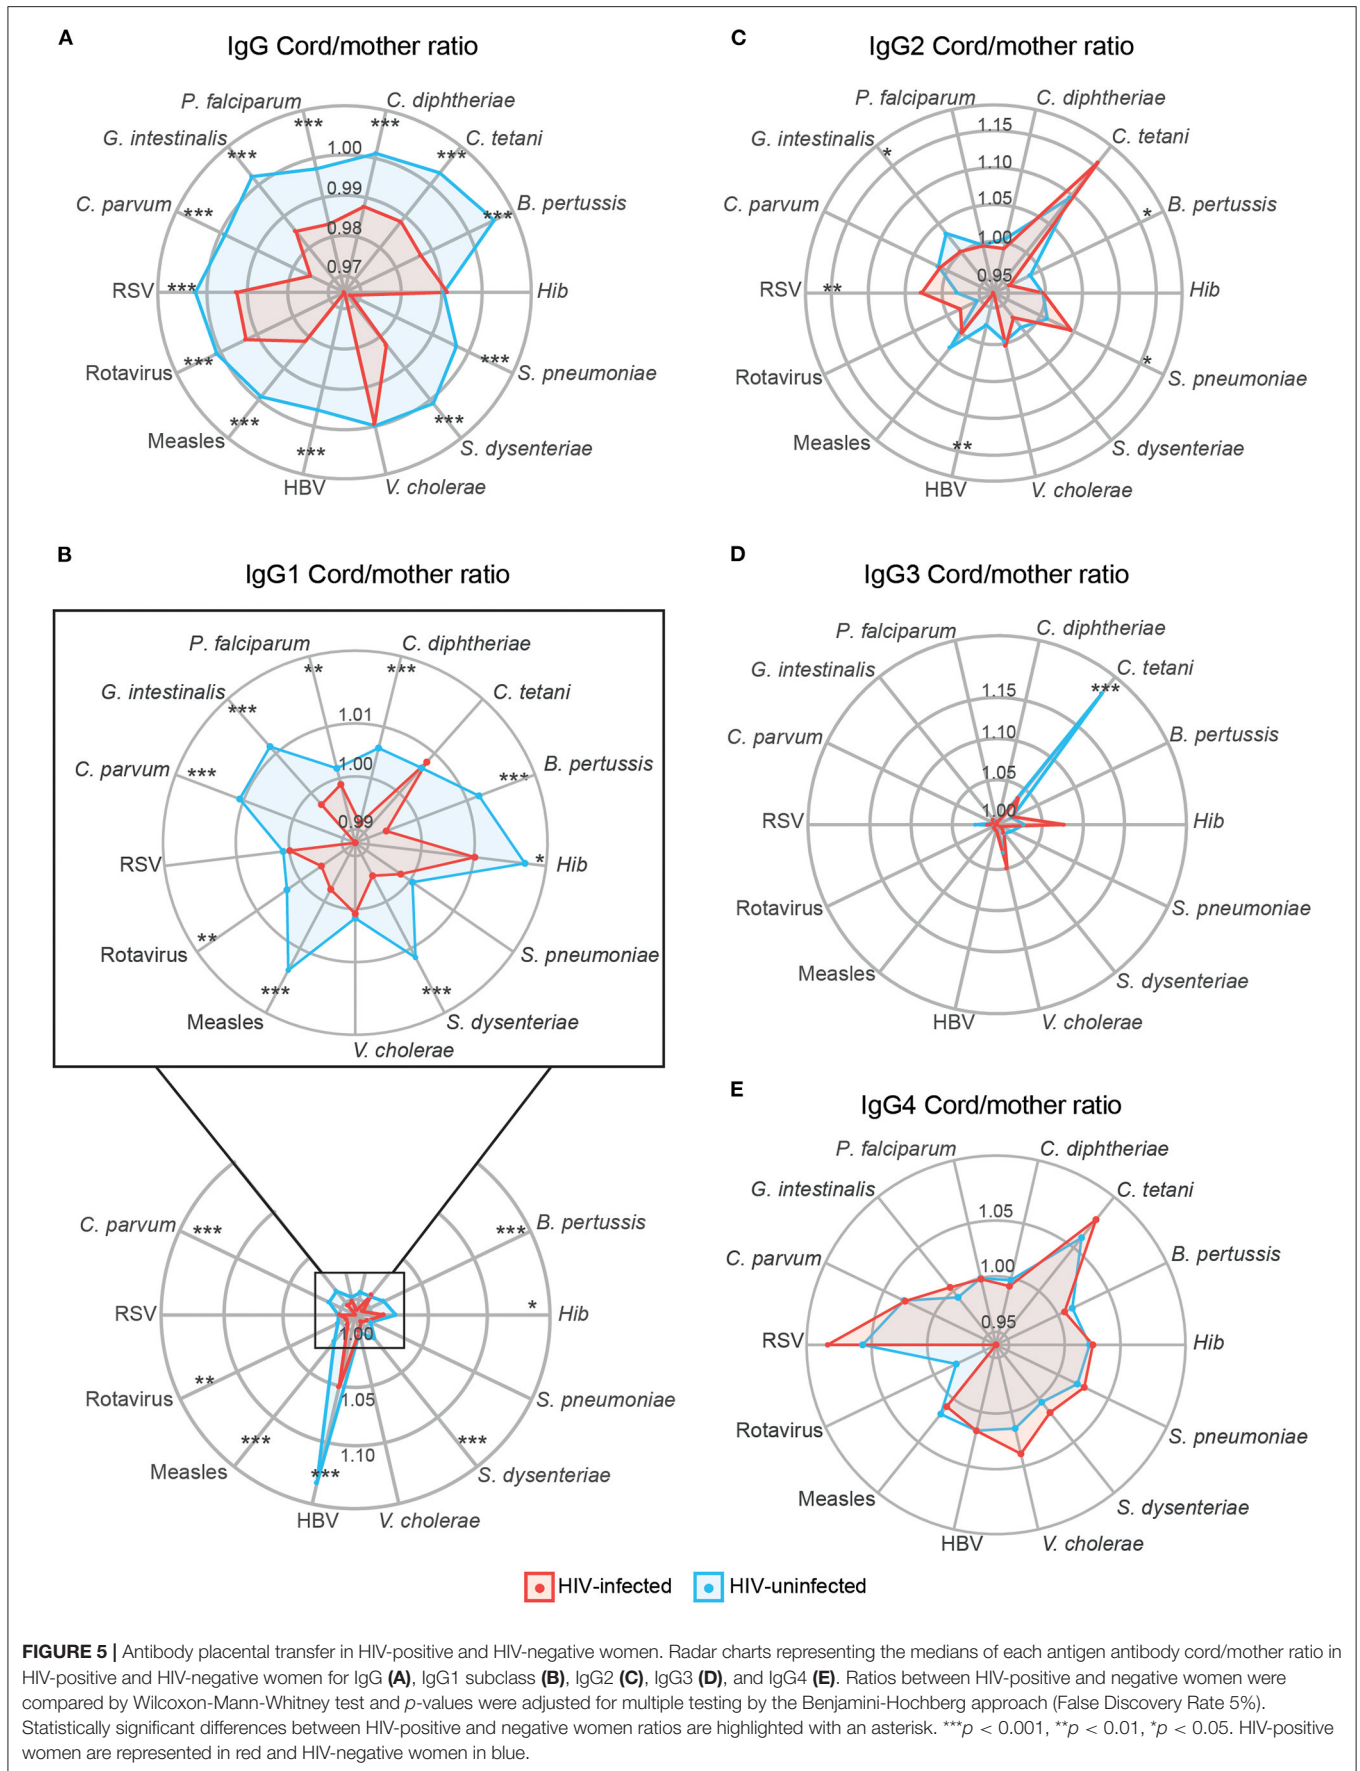 A
IgG Cord/mother ratio
P. falciparum
***
C. diphtheriae
***
G. intestinalis
***
C. tetani
***
1.00
0.99
0.98
0.97
C. parvum
***
B. pertussis
***
RSV
***
Hib
Rotavirus
***
S. pneumoniae
***
Measles
***
S. dysenteriae
***
HBV
***
V. cholerae
C
IgG2 Cord/mother ratio
P. falciparum
C. diphtheriae
G. intestinalis
*
C. tetani
1.15
1.10
1.05
1.00
0.95
C. parvum
B. pertussis
*
RSV
**
Hib
Rotavirus
S. pneumoniae
*
Measles
S. dysenteriae
HBV
**
V. cholerae
B
IgG1 Cord/mother ratio
P. falciparum
**
C. diphtheriae
***
G. intestinalis
***
C. tetani
1.01
1.00
0.99
C. parvum
***
B. pertussis
***
RSV
Hib
*
Rotavirus
**
S. pneumoniae
Measles
***
S. dysenteriae
***
V. cholerae
C. parvum
***
B. pertussis
***
RSV
Hib
*
1.00
1.05
1.10
Rotavirus
**
S. pneumoniae
Measles
***
S. dysenteriae
***
HBV
***
V. cholerae
D
IgG3 Cord/mother ratio
P. falciparum
C. diphtheriae
G. intestinalis
C. tetani
***
1.15
1.10
1.05
1.00
C. parvum
B. pertussis
RSV
Hib
Rotavirus
S. pneumoniae
Measles
S. dysenteriae
HBV
V. cholerae
E
IgG4 Cord/mother ratio
P. falciparum
C. diphtheriae
G. intestinalis
C. tetani
1.05
1.00
0.95
C. parvum
B. pertussis
RSV
Hib
Rotavirus
S. pneumoniae
Measles
S. dysenteriae
HBV
V. cholerae
HIV-infected
HIV-uninfected
FIGURE 5 | Antibody placental transfer in HIV-positive and HIV-negative women. Radar charts representing the medians of each antigen antibody cord/mother ratio in
HIV-positive and HIV-negative women for IgG (A), IgG1 subclass (B), IgG2 (C), IgG3 (D), and IgG4 (E). Ratios between HIV-positive and negative women were
compared by Wilcoxon-Mann-Whitney test and p-values were adjusted for multiple testing by the Benjamini-Hochberg approach (False Discovery Rate 5%).
Statistically significant differences between HIV-positive and negative women ratios are highlighted with an asterisk. ***p < 0.001, **p < 0.01, *p < 0.05. HIV-positive
women are represented in red and HIV-negative women in blue.